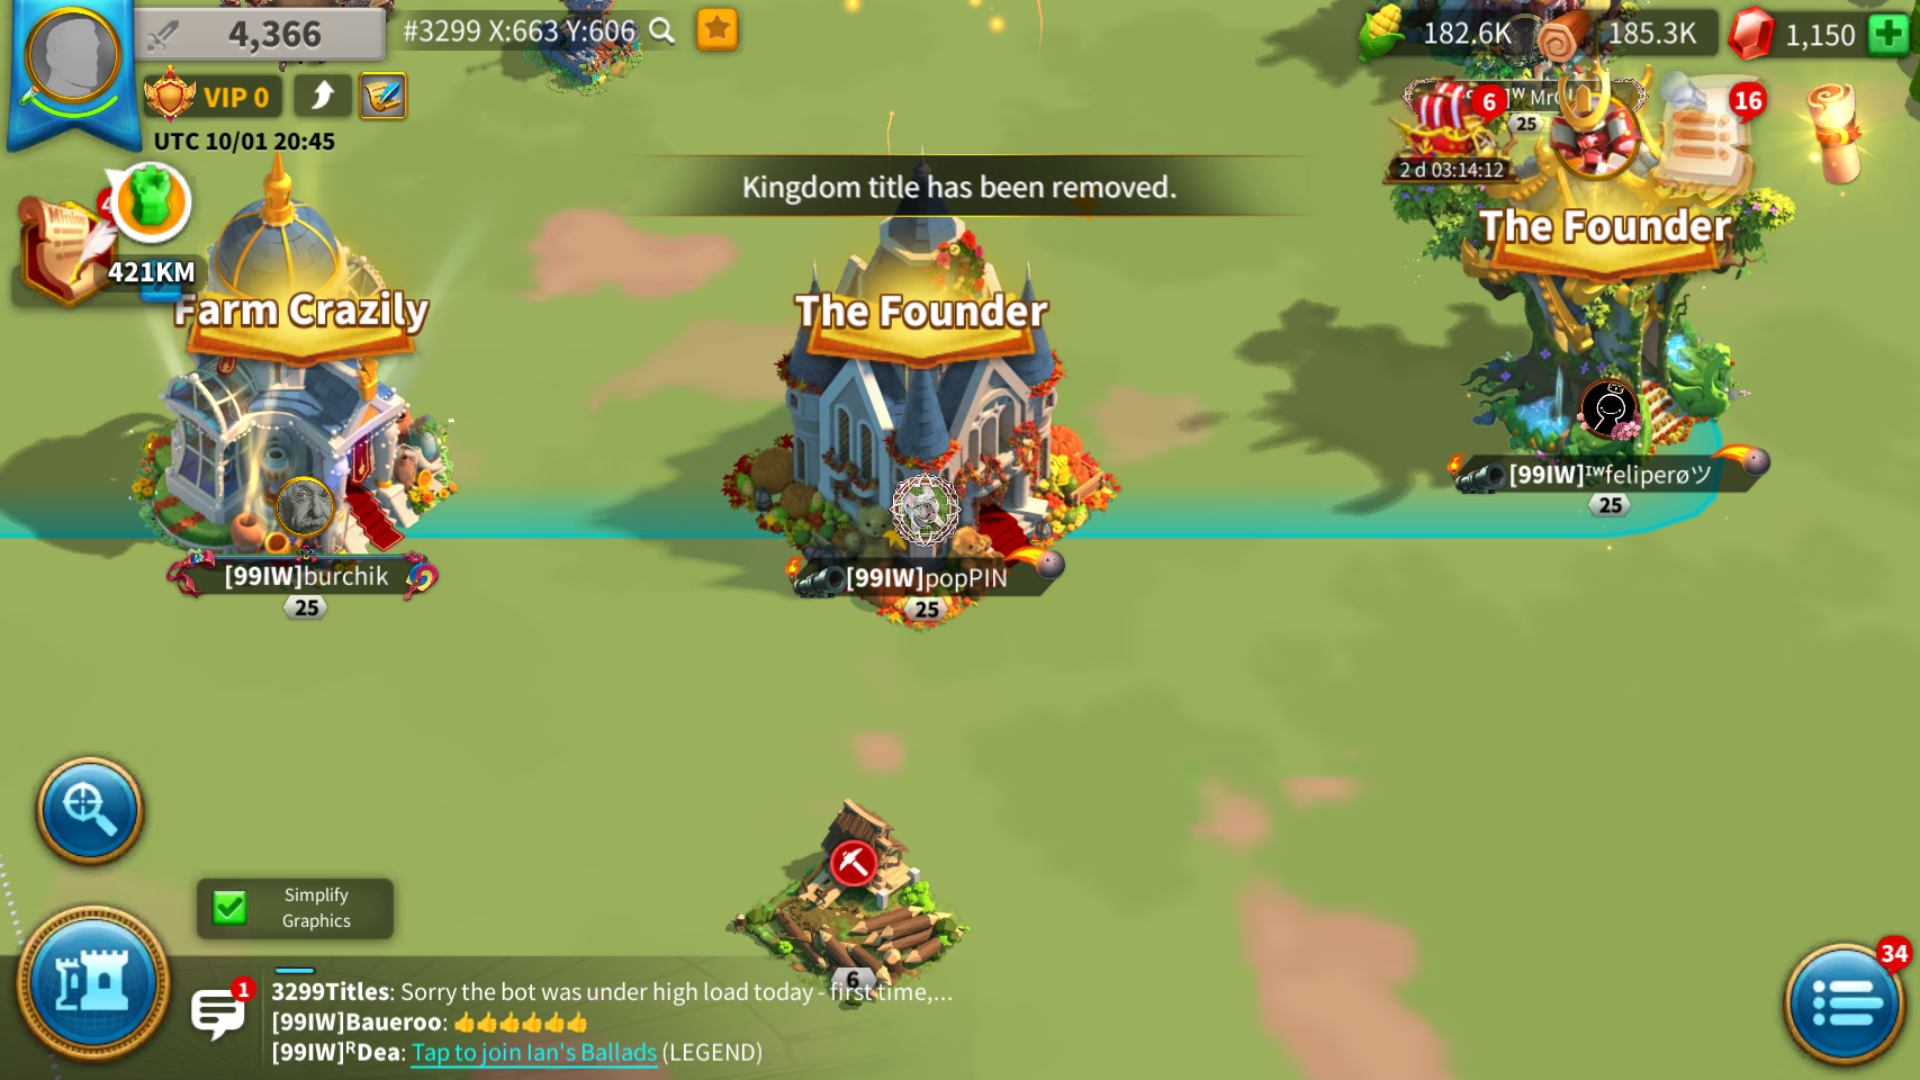 4,366
#3299 X:663 Y:606
182.6K
185.3K
1,150
VIP 0
UTC 10/01 20:45
6
25
2 d 03:14:12
16
Kingdom title has been removed.
Mission
421KM
Farm Crazily
The Founder
The Founder
[99IW]ᴵᵂfeliperøツ
25
[99IW]burchik
25
[99IW]popPIN
25
Simplify
Graphics
6
34
1
3299Titles: Sorry the bot was under high load today - first time,...
[99IW]Baueroo: 👍👍👍👍👍👍
[99IW]ᴿDea: Tap to join Ian's Ballads (LEGEND)